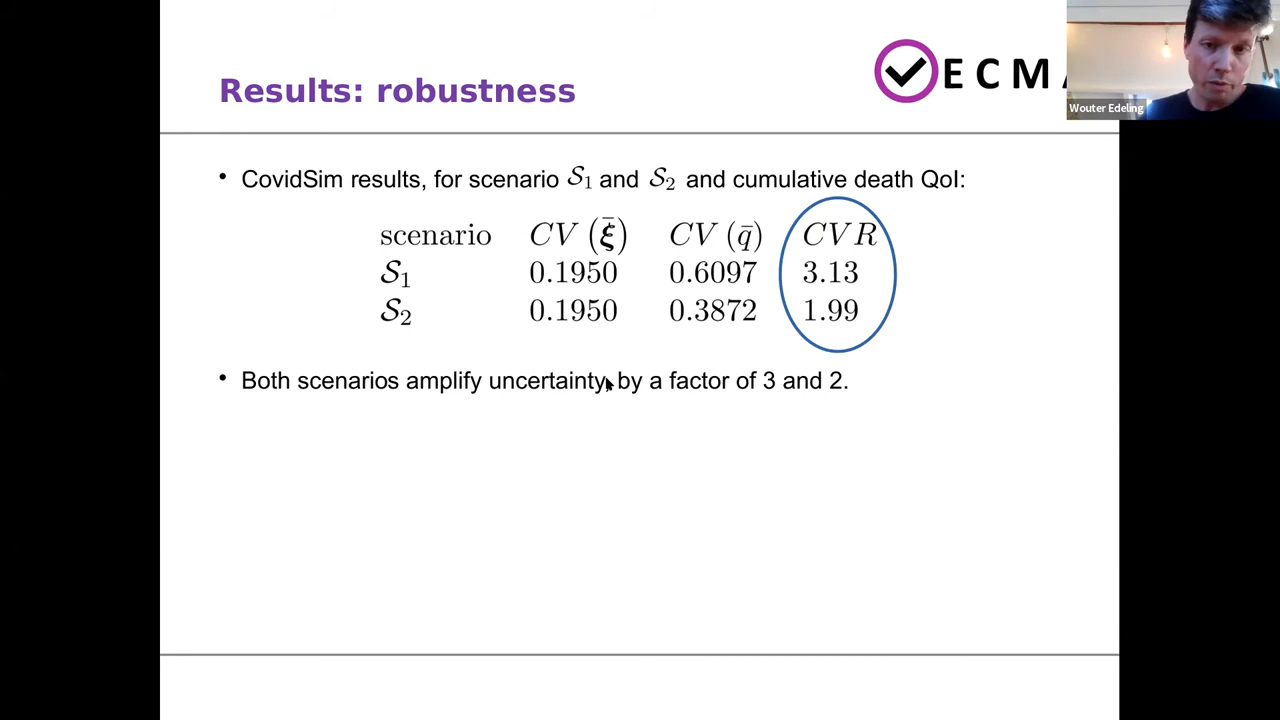 Results: robustness
ECMA
Wouter Edeling
• CovidSim results, for scenario 𝒮₁ and 𝒮₂ and cumulative death QoI:
scenario CV (ξ̄) CV (q̄) CVR
𝒮₁ 0.1950 0.6097 3.13
𝒮₂ 0.1950 0.3872 1.99
• Both scenarios amplify uncertainty, by a factor of 3 and 2.